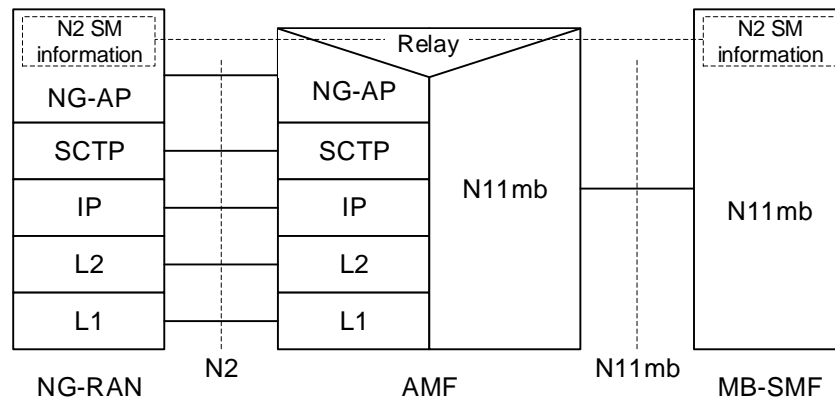 N2 SM
information
Relay
N2 SM
information
NG-AP
NG-AP
SCTP
SCTP
N11mb
N11mb
IP
IP
L2
L2
L1
L1
N2
N11mb
NG-RAN
AMF
MB-SMF